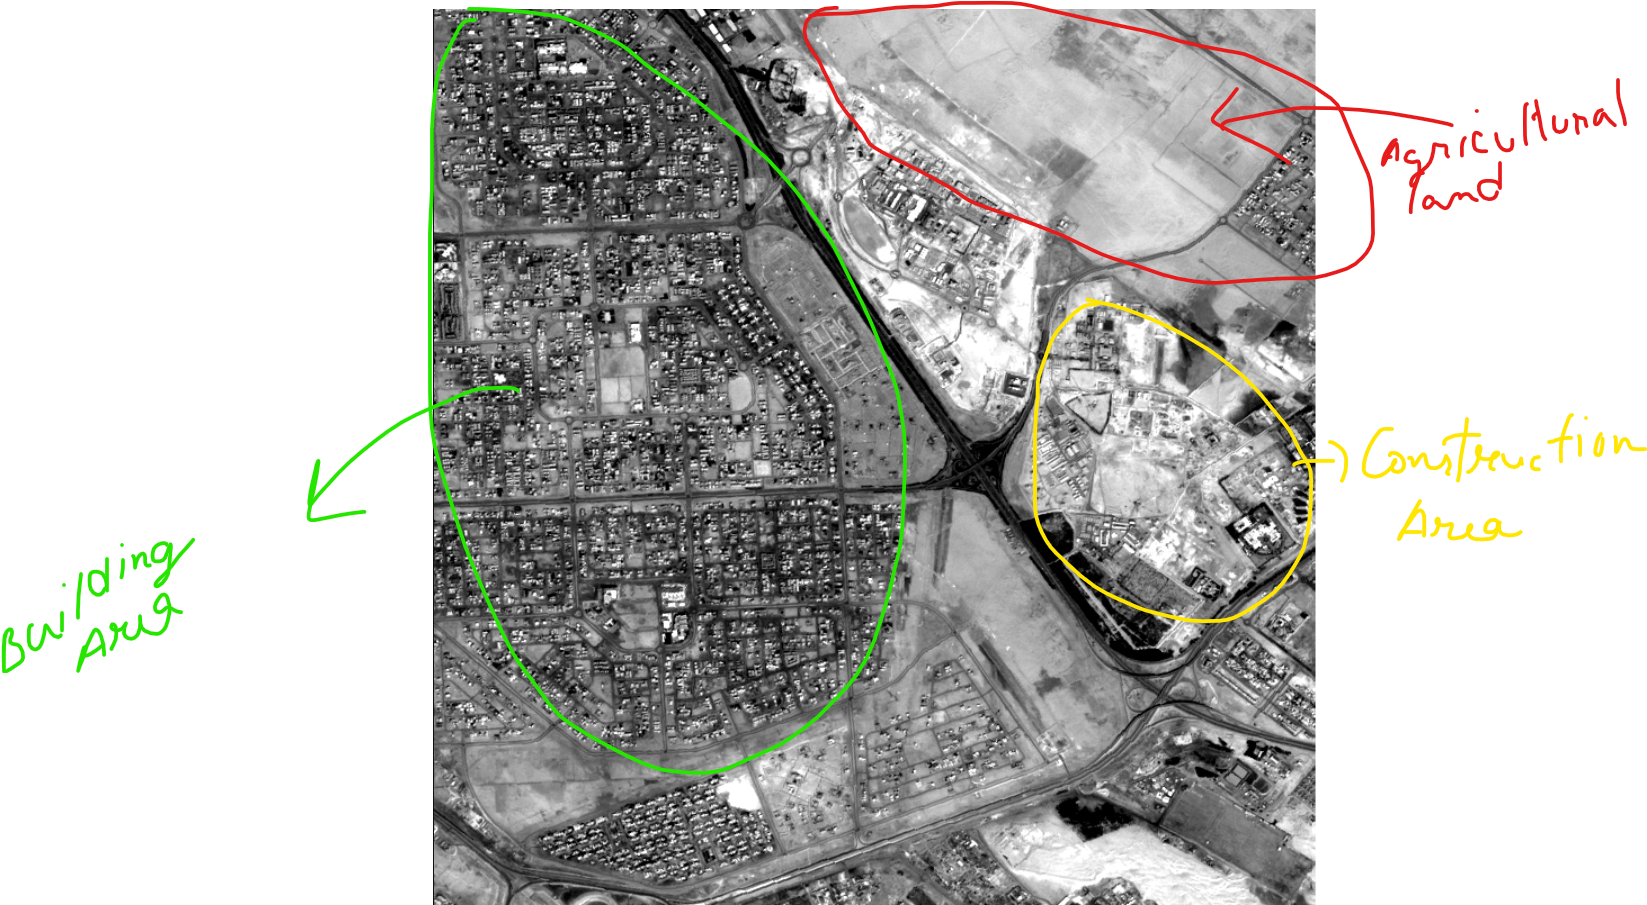 Agricultural
land
Construction
Area
Building
Area